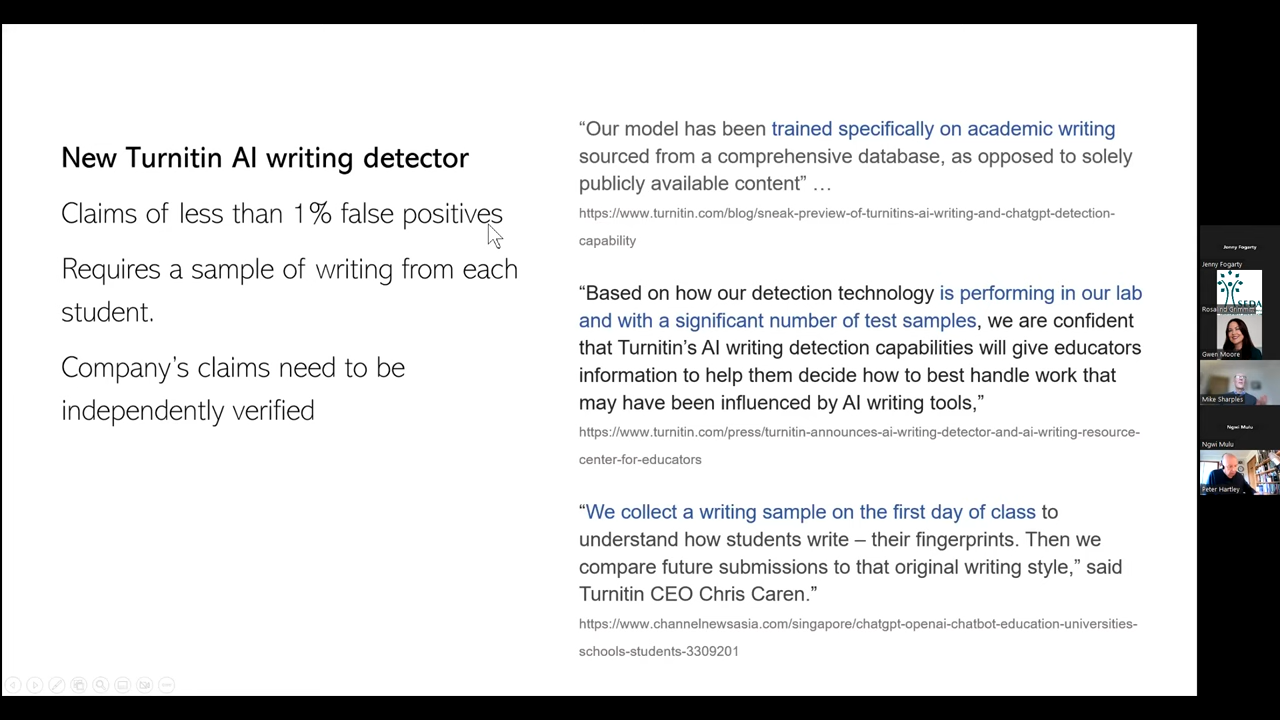 New Turnitin AI writing detector
Claims of less than 1% false positives
Requires a sample of writing from each
student.
Company's claims need to be
independently verified
“Our model has been trained specifically on academic writing
sourced from a comprehensive database, as opposed to solely
publicly available content” …
https://www.turnitin.com/blog/sneak-preview-of-turnitins-ai-writing-and-chatgpt-detection-
capability
“Based on how our detection technology is performing in our lab
and with a significant number of test samples, we are confident
that Turnitin’s AI writing detection capabilities will give educators
information to help them decide how to best handle work that
may have been influenced by AI writing tools,”
https://www.turnitin.com/press/turnitin-announces-ai-writing-detector-and-ai-writing-resource-
center-for-educators
“We collect a writing sample on the first day of class to
understand how students write – their fingerprints. Then we
compare future submissions to that original writing style,” said
Turnitin CEO Chris Caren.”
https://www.channelnewsasia.com/singapore/chatgpt-openai-chatbot-education-universities-
schools-students-3309201
Jenny Fogarty
Jenny Fogarty
SEDA
Rosalind Grimmitt
Gwen Moore
Mike Sharples
Ngwi Mulu
Ngwi Mulu
Peter Hartley